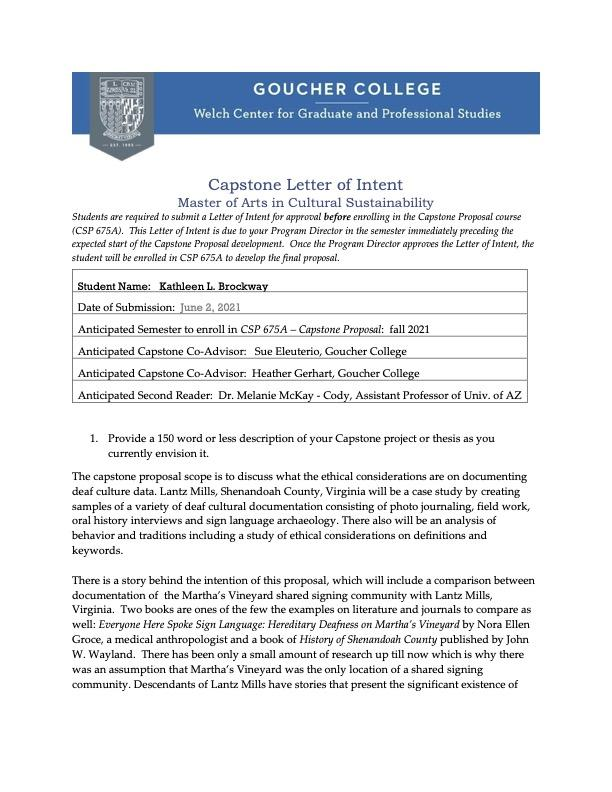 GOUCHER COLLEGE
Welch Center for Graduate and Professional Studies
Capstone Letter of Intent
Master of Arts in Cultural Sustainability
Students are required to submit a Letter of Intent for approval before enrolling in the Capstone Proposal course
(CSP 675A).  This Letter of Intent is due to your Program Director in the semester immediately preceding the
expected start of the Capstone Proposal development.  Once the Program Director approves the Letter of Intent, the
student will be enrolled in CSP 675A to develop the final proposal.
Student Name:   Kathleen L. Brockway
Date of Submission:  June 2, 2021
Anticipated Semester to enroll in CSP 675A – Capstone Proposal:  fall 2021
Anticipated Capstone Co-Advisor:   Sue Eleuterio, Goucher College
Anticipated Capstone Co-Advisor:  Heather Gerhart, Goucher College
Anticipated Second Reader:  Dr. Melanie McKay - Cody, Assistant Professor of Univ. of AZ
1.   Provide a 150 word or less description of your Capstone project or thesis as you
currently envision it.
The capstone proposal scope is to discuss what the ethical considerations are on documenting
deaf culture data. Lantz Mills, Shenandoah County, Virginia will be a case study by creating
samples of a variety of deaf cultural documentation consisting of photo journaling, field work,
oral history interviews and sign language archaeology. There also will be an analysis of
behavior and traditions including a study of ethical considerations on definitions and
keywords.
There is a story behind the intention of this proposal, which will include a comparison between
documentation of  the Martha's Vineyard shared signing community with Lantz Mills,
Virginia.  Two books are ones of the few the examples on literature and journals to compare as
well: Everyone Here Spoke Sign Language: Hereditary Deafness on Martha's Vineyard by Nora Ellen
Groce, a medical anthropologist and a book of History of Shenandoah County published by John
W. Wayland.  There has been only a small amount of research up till now which is why there
was an assumption that Martha's Vineyard was the only location of a shared signing
community. Descendants of Lantz Mills have stories that present the significant existence of